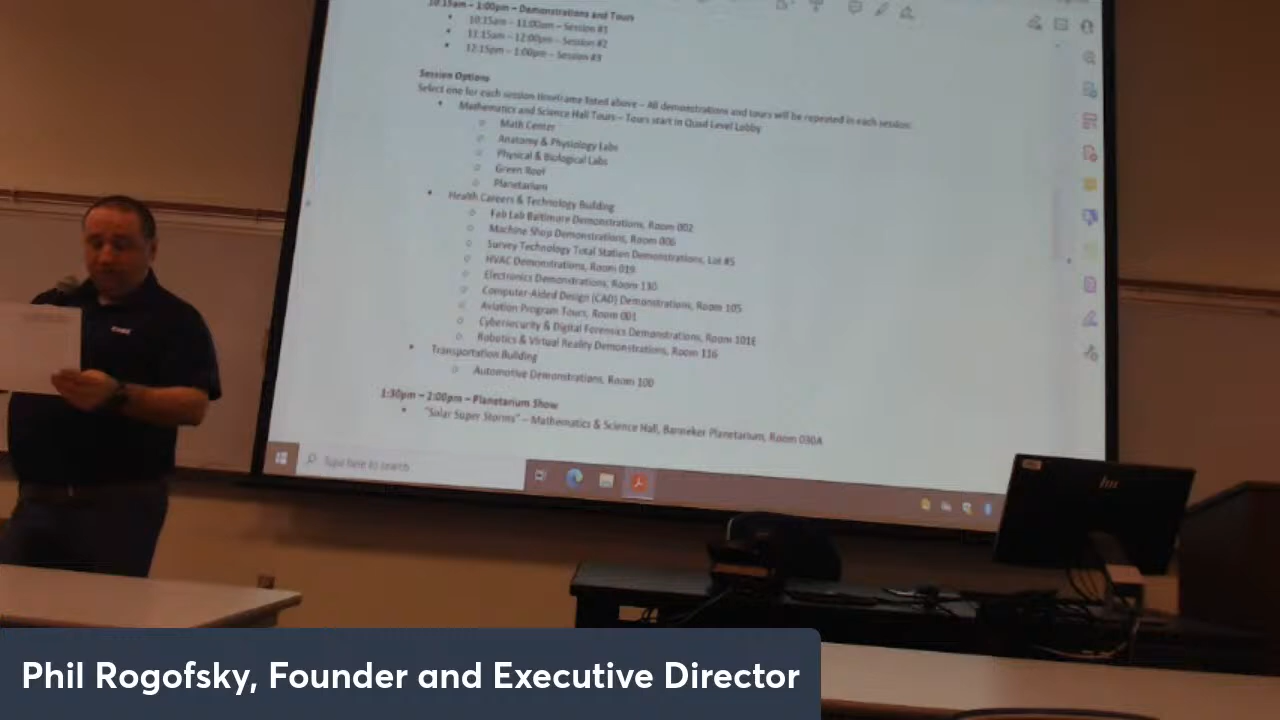 10:15am – 1:00pm – Demonstrations and Tours
10:15am – 11:00am – Session #1
11:15am – 12:00pm – Session #2
12:15pm – 1:00pm – Session #3
Session Options
Select one for each session timeframe listed above – All demonstrations and tours will be repeated in each session:
Mathematics and Science Hall Tours – Tours start in Quad Level Lobby
Math Center
Anatomy & Physiology Labs
Physical & Biological Labs
Green Roof
Planetarium
Health Careers & Technology Building
Fab Lab Baltimore Demonstrations, Room 002
Machine Shop Demonstrations, Room 006
Survey Technology Total Station Demonstrations, Lot #5
HVAC Demonstrations, Room 019
Electronics Demonstrations, Room 130
Computer-Aided Design (CAD) Demonstrations, Room 105
Aviation Program Tours, Room 001
Cybersecurity & Digital Forensics Demonstrations, Room 101E
Robotics & Virtual Reality Demonstrations, Room 116
Transportation Building
Automotive Demonstrations, Room 100
1:30pm – 2:00pm – Planetarium Show
"Solar Super Storms" – Mathematics & Science Hall, Banneker Planetarium, Room 030A
Type here to search
hp
Phil Rogofsky, Founder and Executive Director